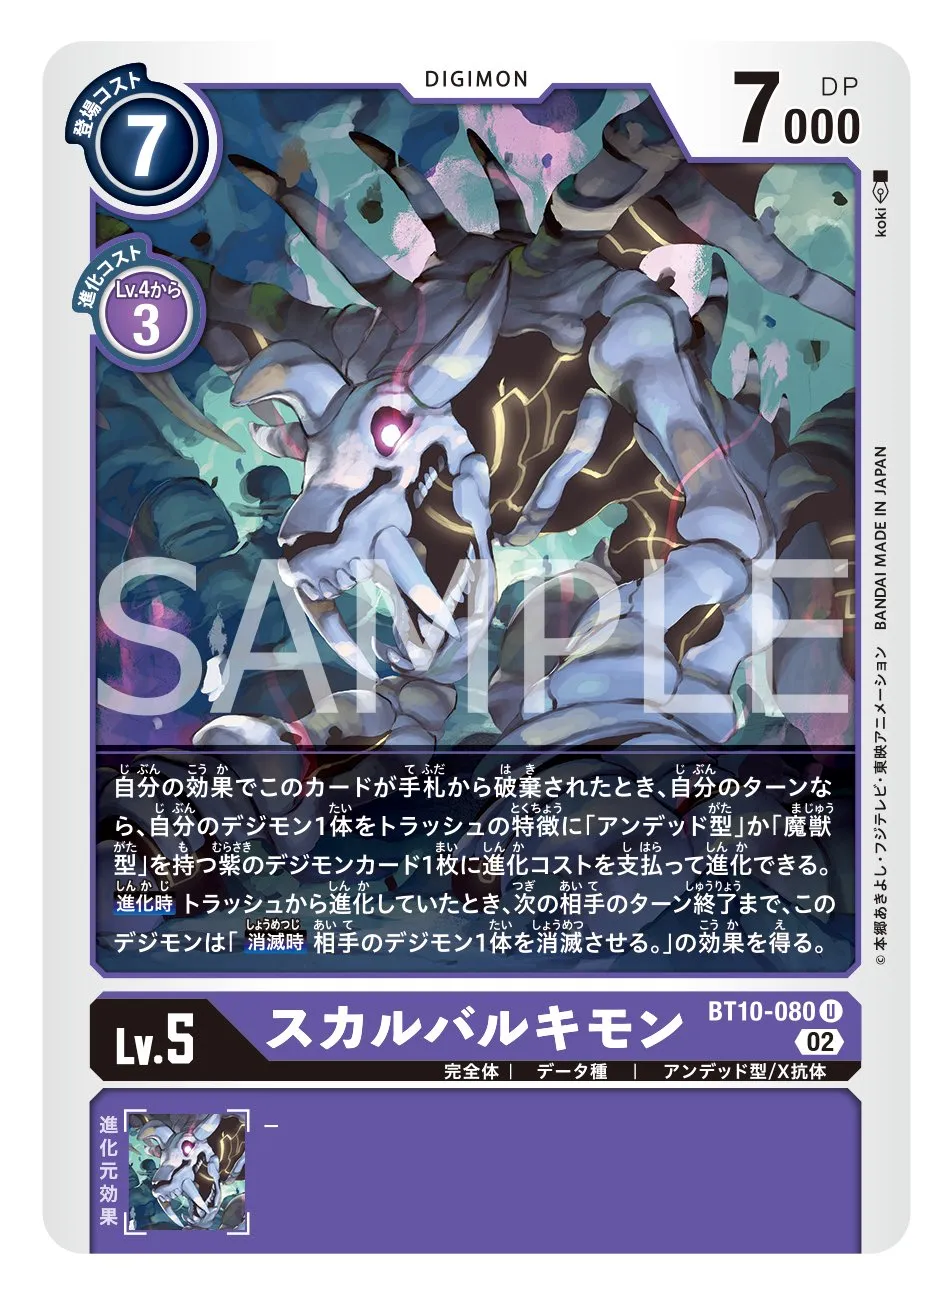 DIGIMON
登場コスト
7
7000
DP
進化コスト
Lv.4から
3
koki
BANDAI MADE IN JAPAN
©本郷あきよし・フジテレビ・東映アニメーション
SAMPLE
自分の効果でこのカードが手札から破棄されたとき、自分のターンな
ら、自分のデジモン1体をトラッシュの特徴に「アンデッド型」か「魔獣
型」を持つ紫のデジモンカード1枚に進化コストを支払って進化できる。
進化時 トラッシュから進化していたとき、次の相手のターン終了まで、この
デジモンは「 消滅時 相手のデジモン1体を消滅させる。」の効果を得る。
Lv.5
スカルバルキモン
BT10-080 U
02
完全体 | データ種 | アンデッド型/X抗体
進化元効果
－